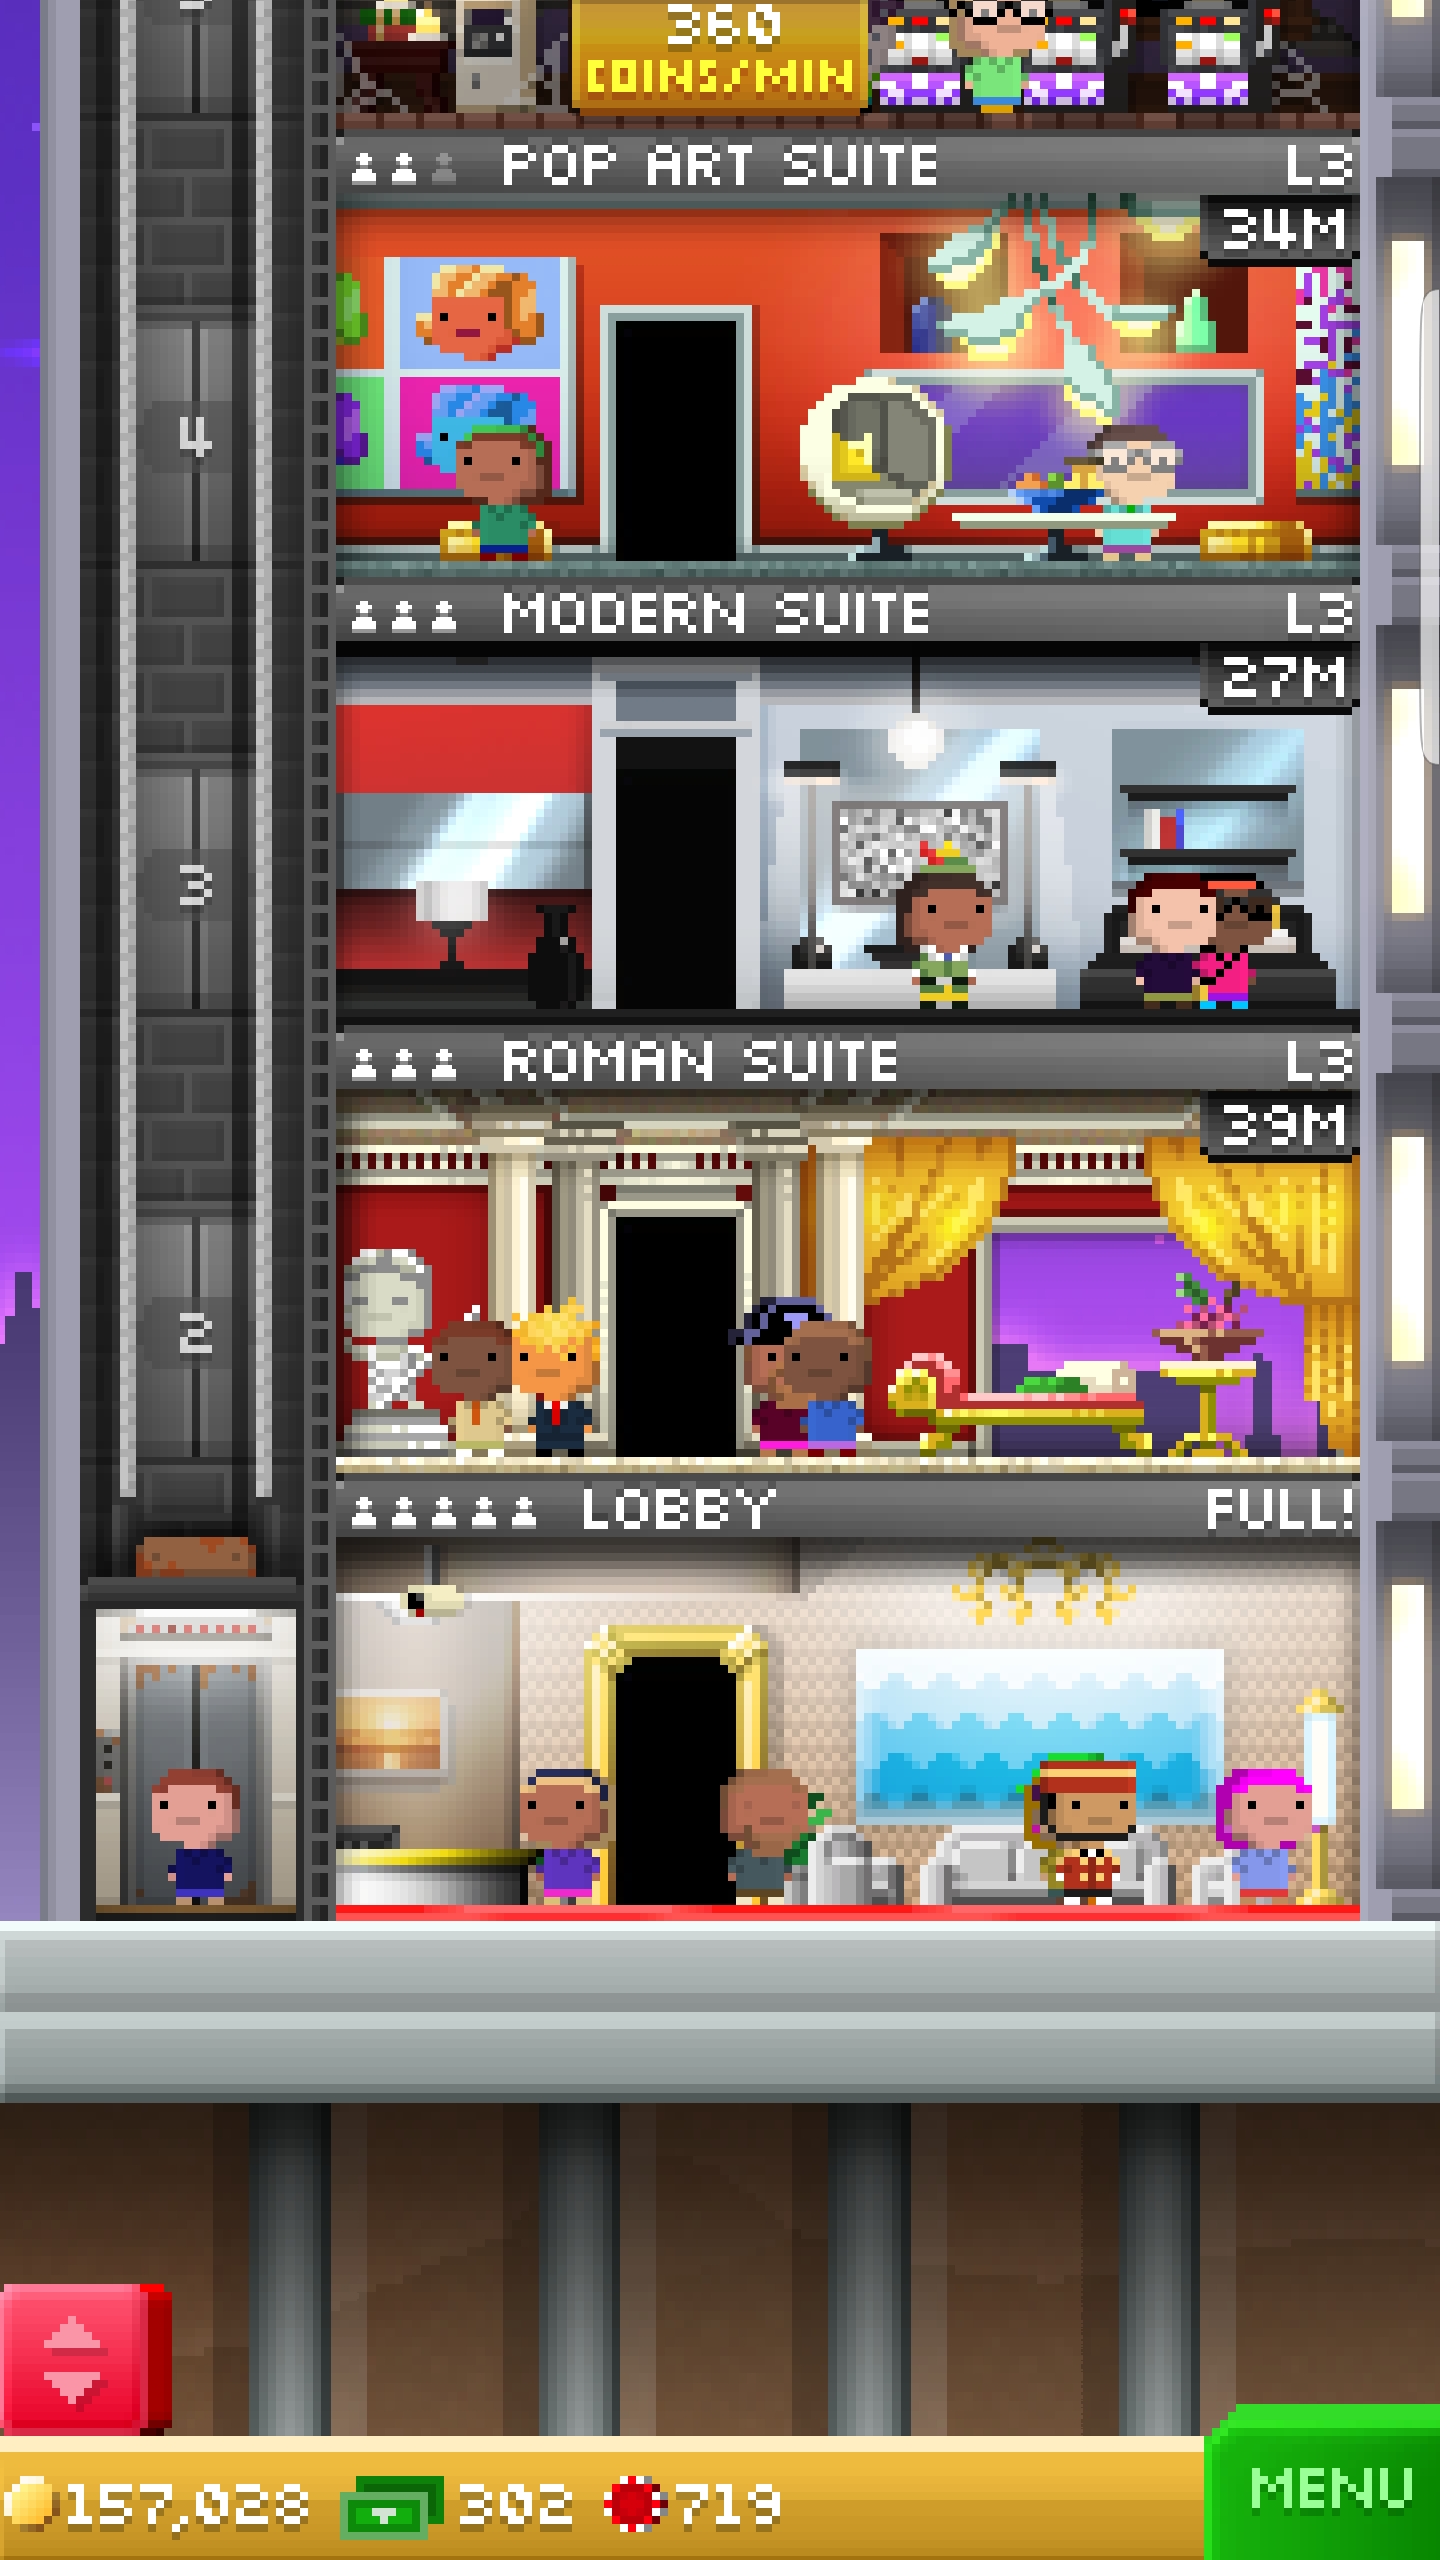 360
COINS/MIN
POP ART SUITE L3
34M
4
MODERN SUITE L3
27M
3
ROMAN SUITE L3
39M
2
LOBBY FULL!
157,028 302 719
MENU